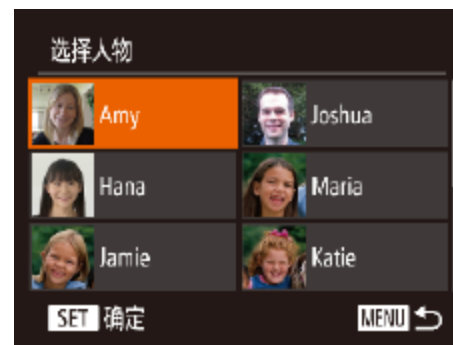 选择人物
Amy
Joshua
Hana
Maria
Jamie
Katie
SET 确定
MENU